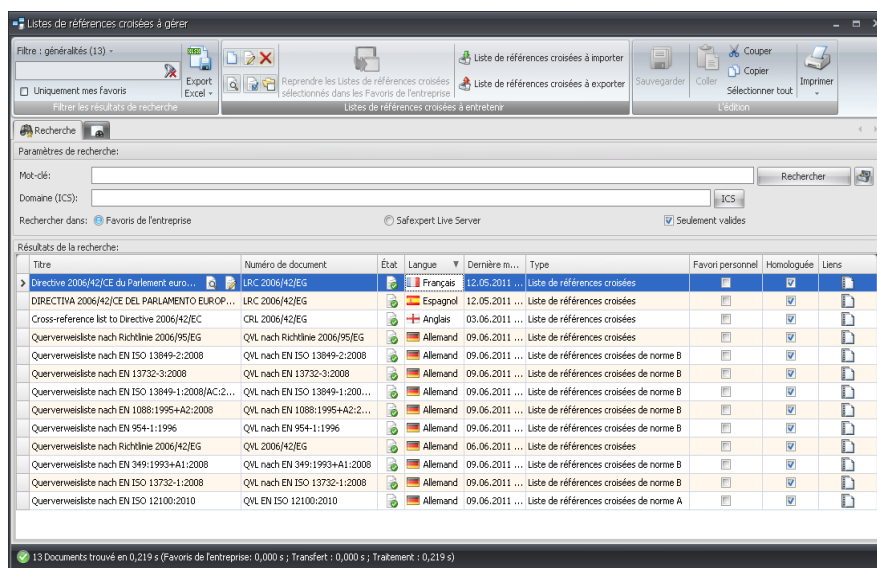 Listes de références croisées à gérer
Filtre : généralités (13)
Uniquement mes favoris
Filtrer les résultats de recherche
Export Excel
Reprendre les Listes de références croisées
sélectionnés dans les Favoris de l'entreprise
Liste de références croisées à importer
Liste de références croisées à exporter
Listes de références croisées à entretenir
Sauvegarder
Coller
Couper
Copier
Sélectionner tout
Imprimer
L'édition
Recherche
Paramètres de recherche:
Mot-clé:
Rechercher
Domaine (ICS):
ICS
Rechercher dans: Favoris de l'entreprise Safexpert Live Server Seulement valides
Résultats de la recherche:
Titre Numéro de document État Langue Dernière m... Type Favori personnel Homologuée Liens
Directive 2006/42/CE du Parlement euro... LRC 2006/42/EG Français 12.05.2011 ... Liste de références croisées
DIRECTIVA 2006/42/CE DEL PARLAMENTO EUROP... LRC 2006/42/EG Espagnol 12.05.2011 ... Liste de références croisées
Cross-reference list to Directive 2006/42/EC CRL 2006/42/EG Anglais 03.06.2011 ... Liste de références croisées
Querverweisliste nach Richtlinie 2006/95/EG QVL nach Richtlinie 2006/95/EG Allemand 09.06.2011 ... Liste de références croisées
Querverweisliste nach EN ISO 13849-2:2008 QVL nach EN ISO 13849-2:2008 Allemand 09.06.2011 ... Liste de références croisées de norme B
Querverweisliste nach EN 13732-3:2008 QVL nach EN 13732-3:2008 Allemand 09.06.2011 ... Liste de références croisées de norme B
Querverweisliste nach EN ISO 13849-1:2008/AC:2... QVL nach EN ISO 13849-1:200... Allemand 09.06.2011 ... Liste de références croisées de norme B
Querverweisliste nach EN 1088:1995+A2:2008 QVL nach EN 1088:1995+A2:2... Allemand 09.06.2011 ... Liste de références croisées de norme B
Querverweisliste nach EN 954-1:1996 QVL nach EN 954-1:1996 Allemand 09.06.2011 ... Liste de références croisées de norme B
Querverweisliste nach Richtlinie 2006/42/EG QVL 2006/42/EG Allemand 06.06.2011 ... Liste de références croisées
Querverweisliste nach EN 349:1993+A1:2008 QVL nach EN 349:1993+A1:2008 Allemand 09.06.2011 ... Liste de références croisées de norme B
Querverweisliste nach EN ISO 13732-1:2008 QVL nach EN ISO 13732-1:2008 Allemand 09.06.2011 ... Liste de références croisées de norme B
Querverweisliste nach EN ISO 12100:2010 QVL EN ISO 12100:2010 Allemand 09.06.2011 ... Liste de références croisées de norme A
13 Documents trouvé en 0,219 s (Favoris de l'entreprise: 0,000 s ; Transfert : 0,000 s ; Traitement : 0,219 s)